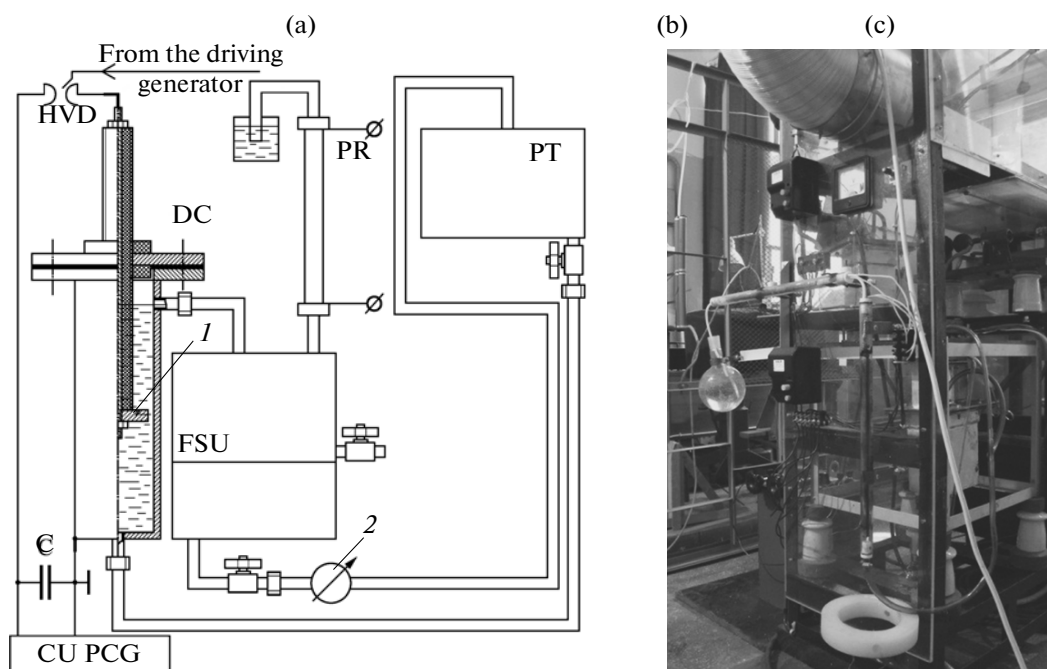 (a)
(b)
(c)
From the driving
generator
HVD
PR
PT
DC
1
FSU
2
C
CU PCG